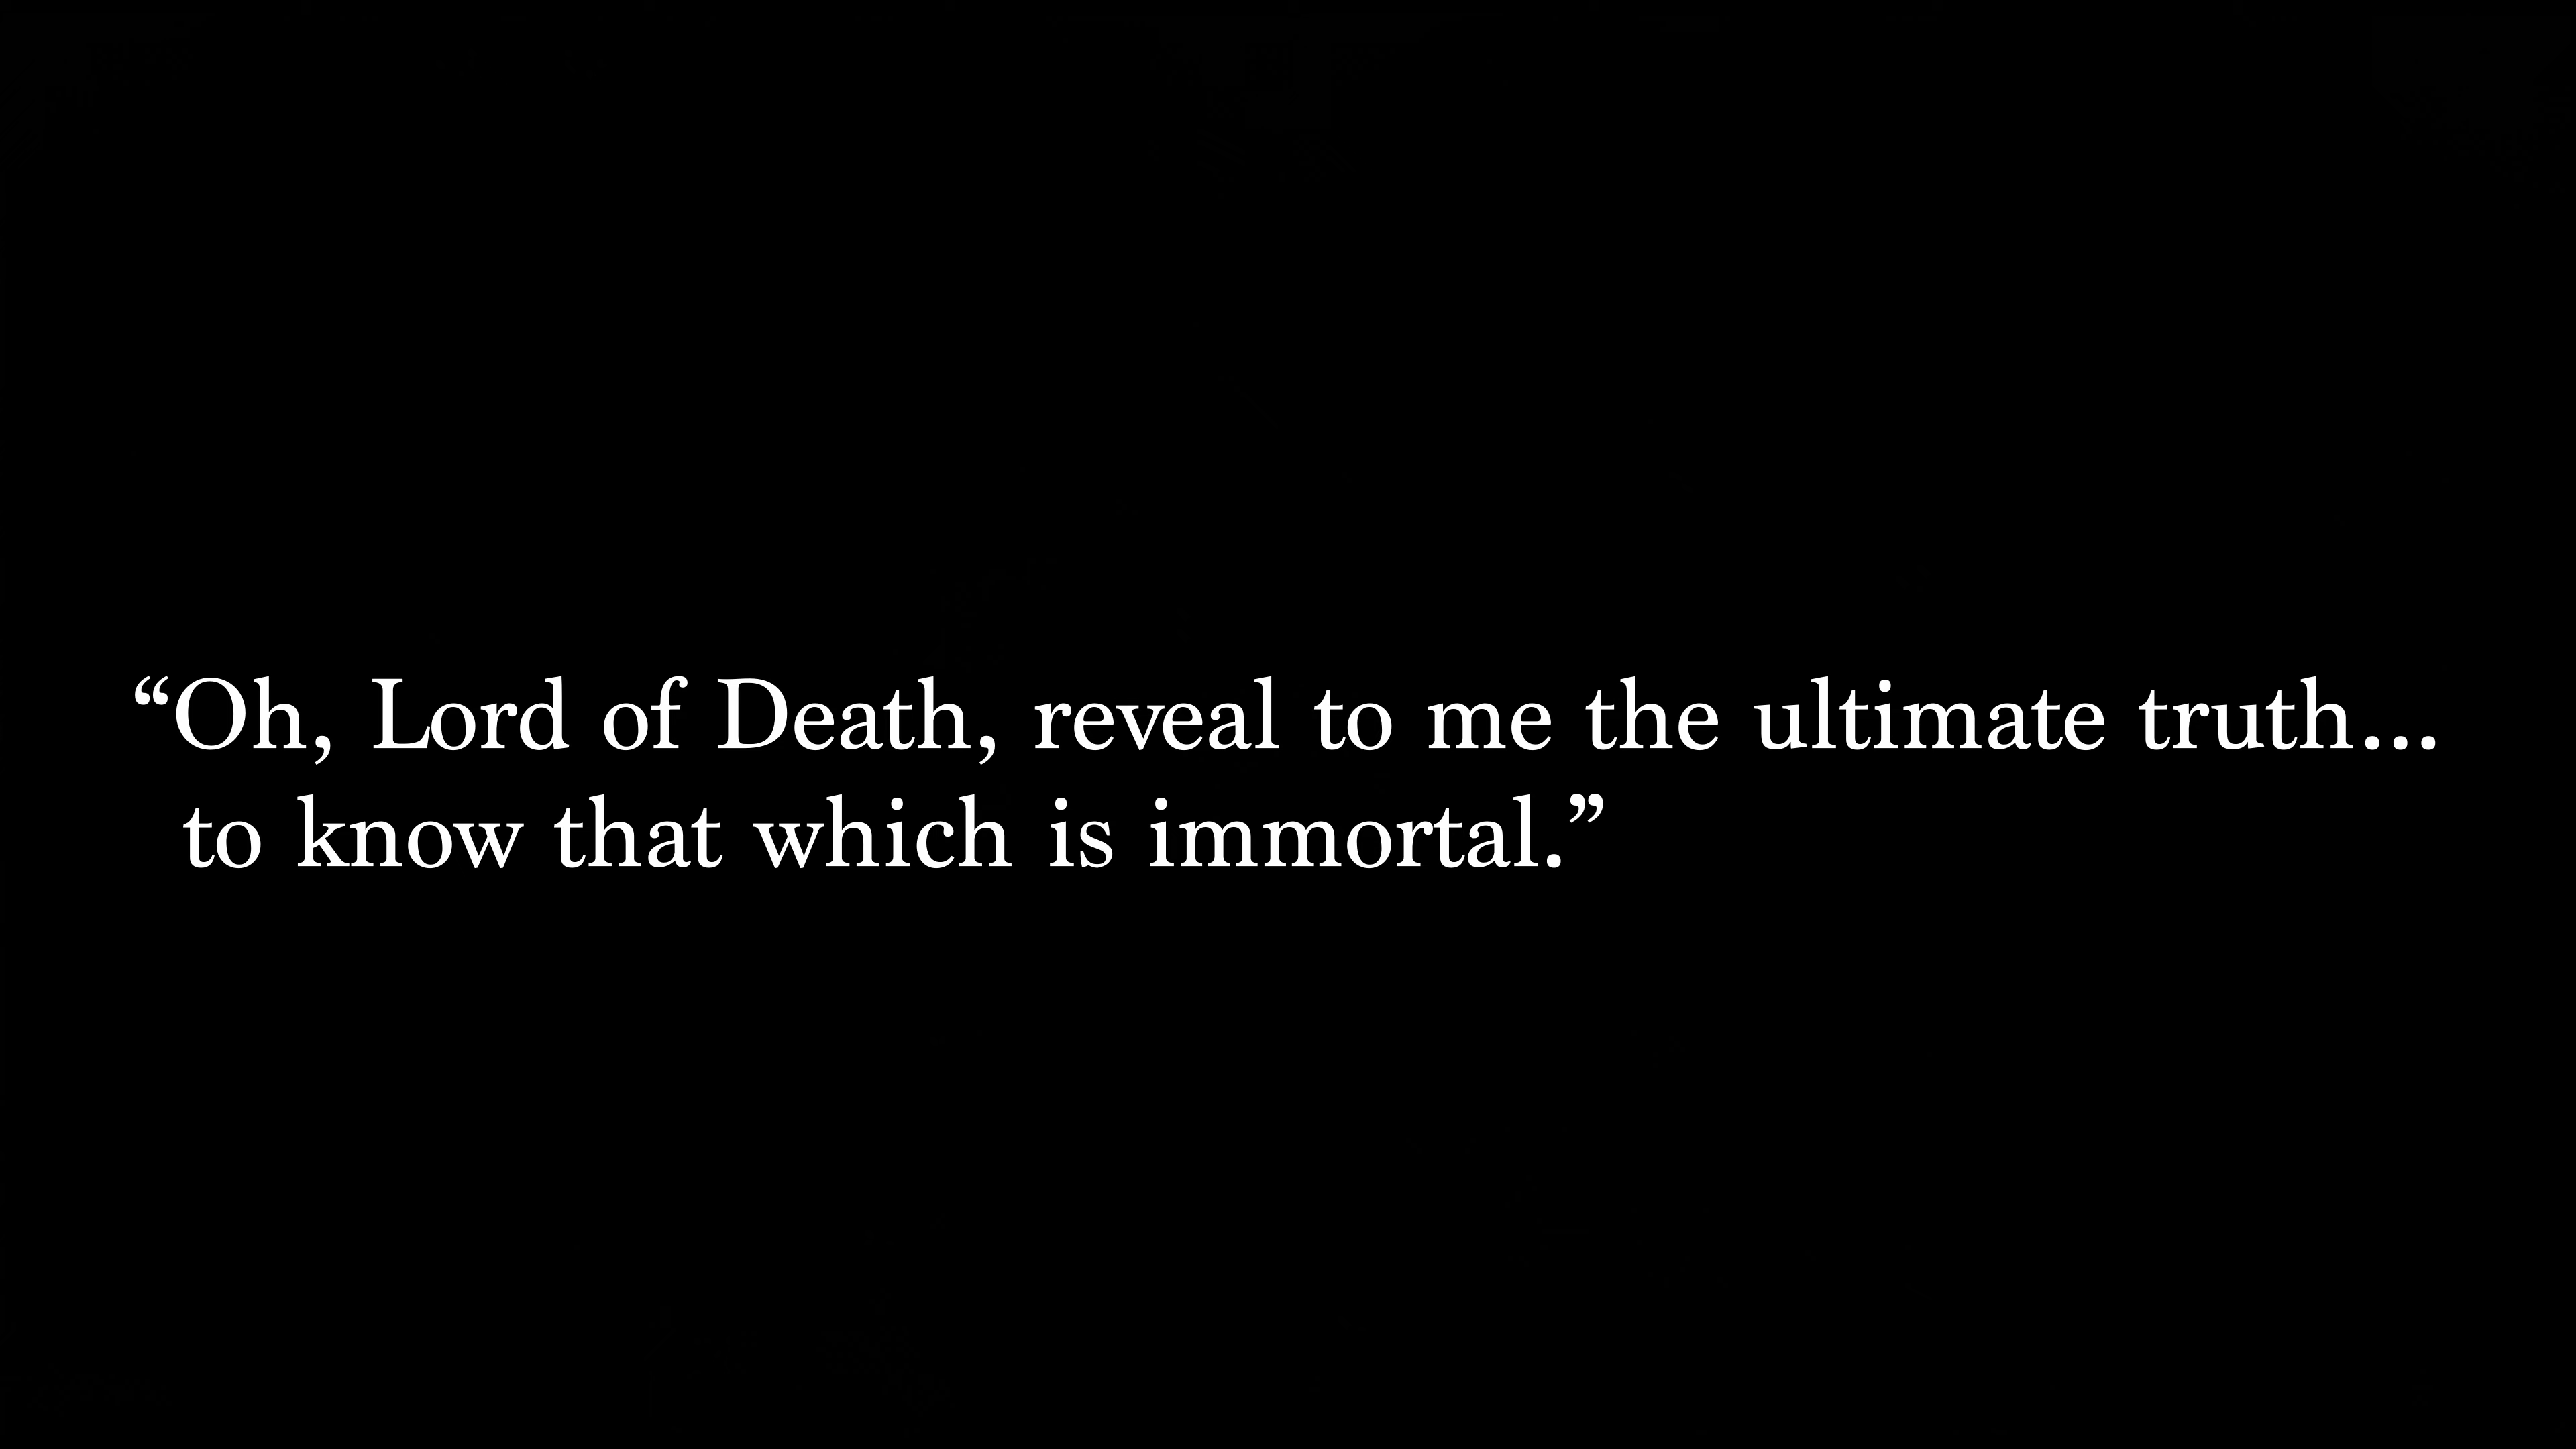 “Oh, Lord of Death, reveal to me the ultimate truth...
to know that which is immortal.”